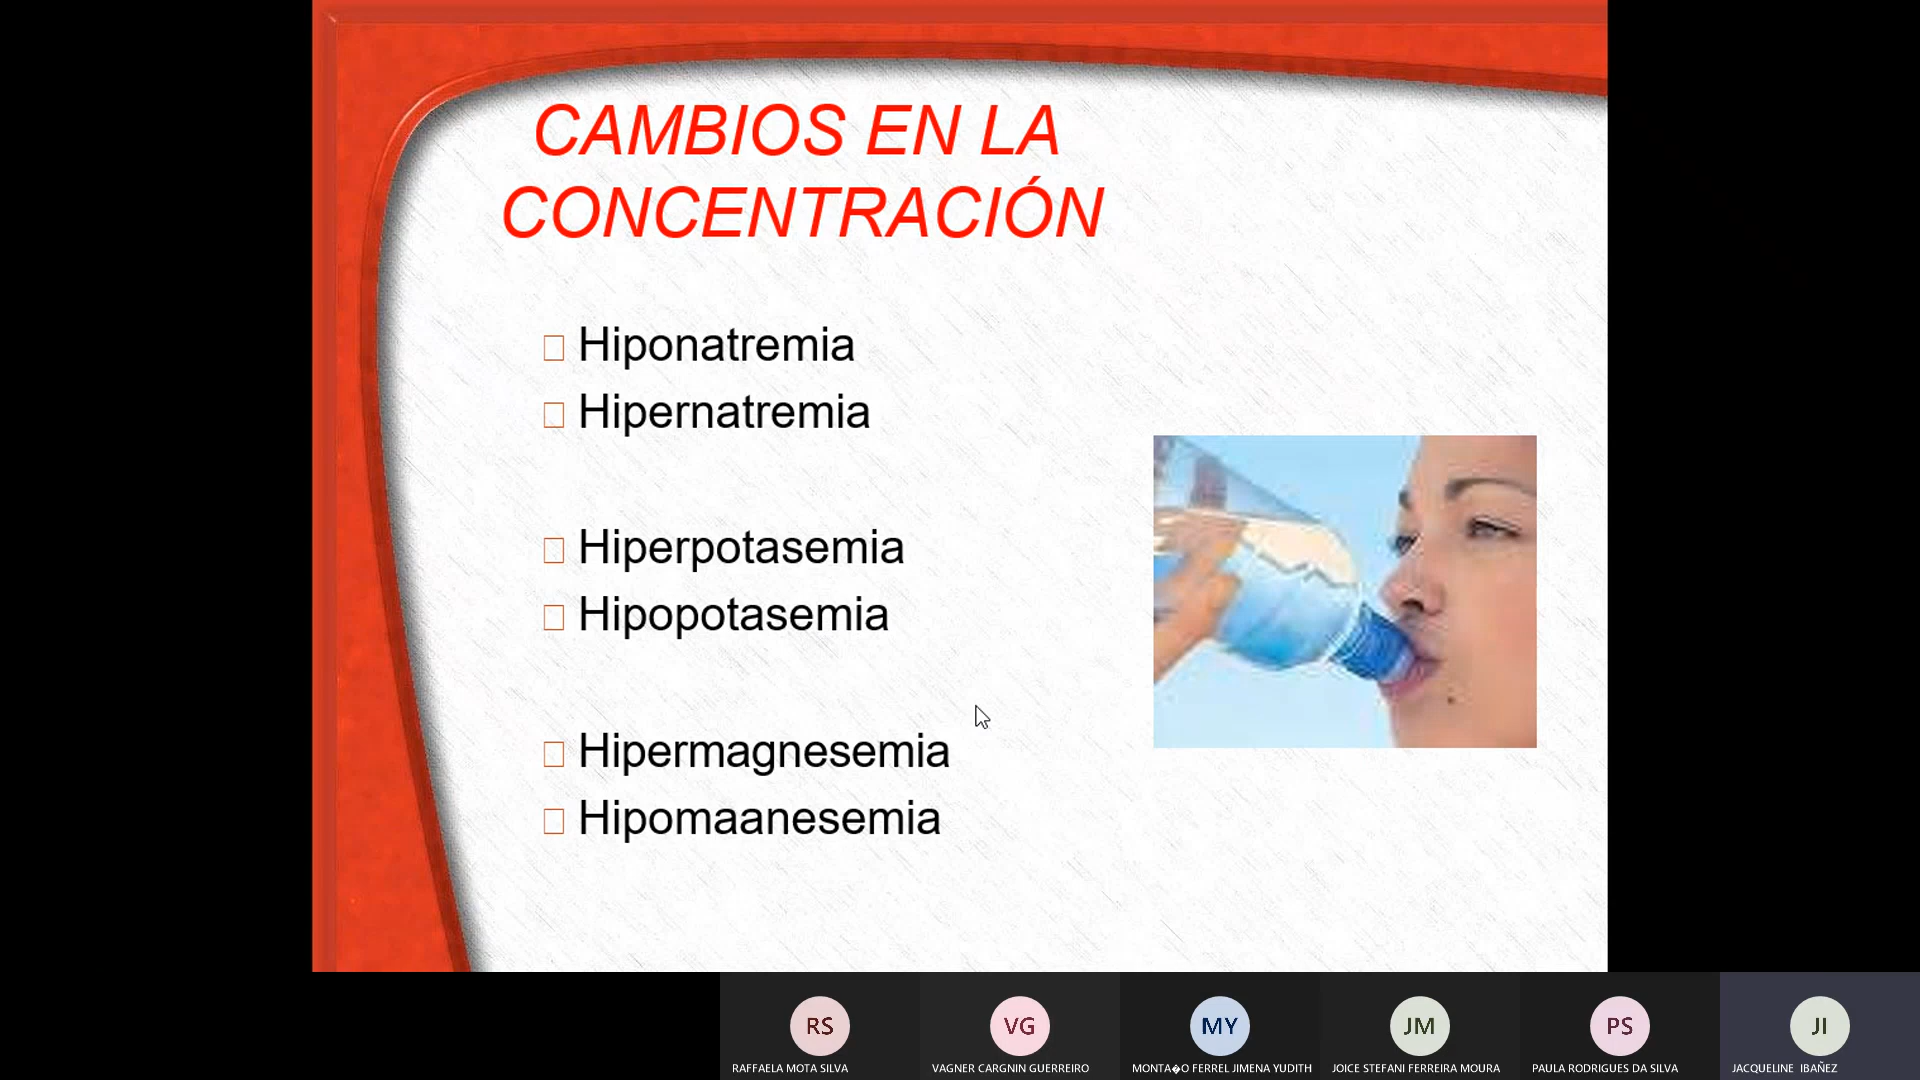 CAMBIOS EN LA
CONCENTRACIÓN
Hiponatremia
Hipernatremia
Hiperpotasemia
Hipopotasemia
Hipermagnesemia
Hipomaanesemia
RS
VG
MY
JM
PS
JI
RAFFAELA MOTA SILVA
VAGNER CARGNIN GUERREIRO
MONTA�O FERREL JIMENA YUDITH
JOICE STEFANI FERREIRA MOURA
PAULA RODRIGUES DA SILVA
JACQUELINE IBAÑEZ